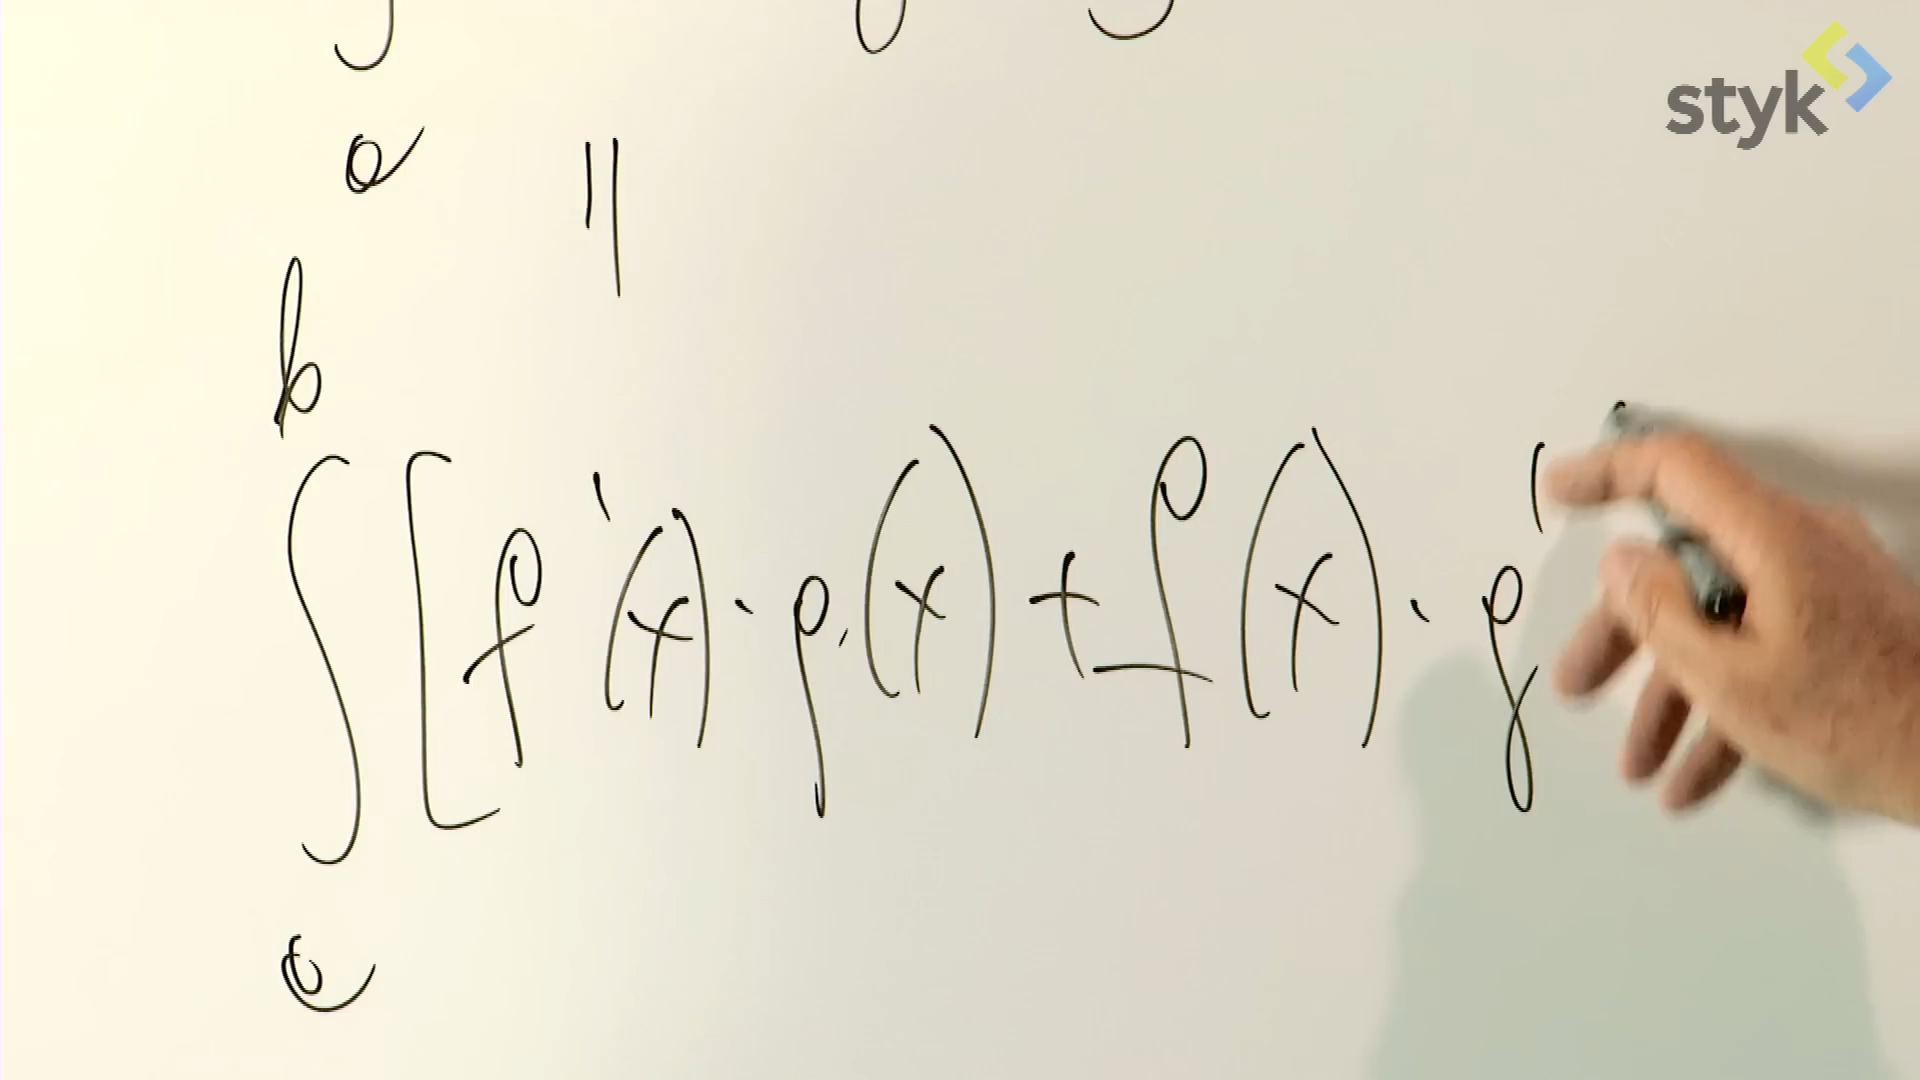 styk
a
||
b
∫ [ f'(x) · g(x) + f(x) · g'
a